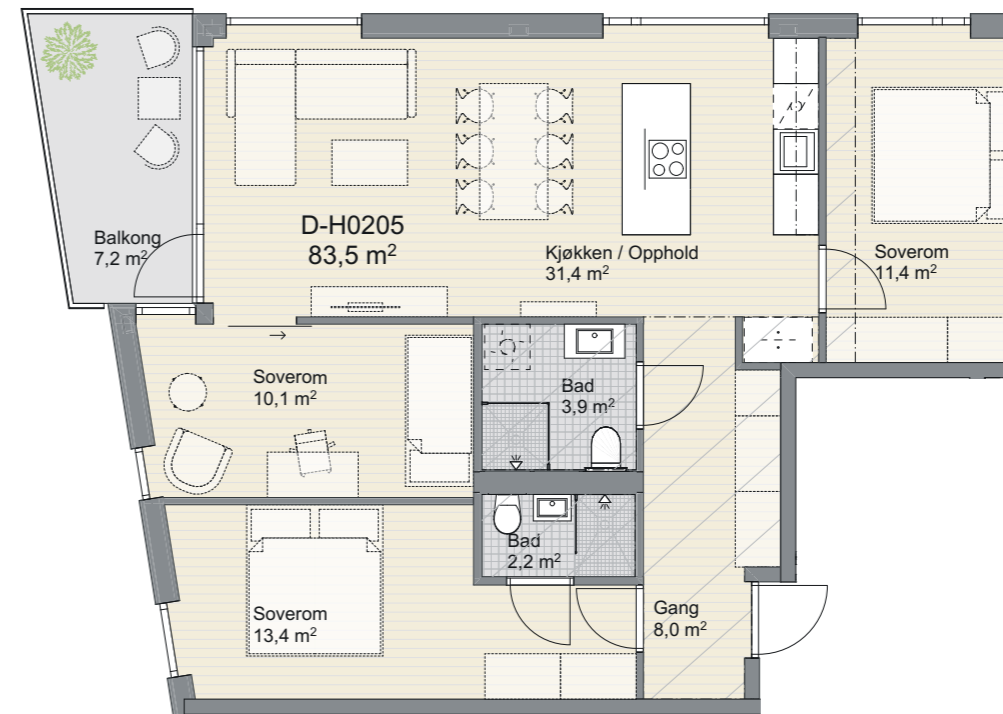 D-H0205
83,5 m²
Balkong
7,2 m²
Kjøkken / Opphold
31,4 m²
Soverom
11,4 m²
Soverom
10,1 m²
Bad
3,9 m²
Bad
2,2 m²
Soverom
13,4 m²
Gang
8,0 m²